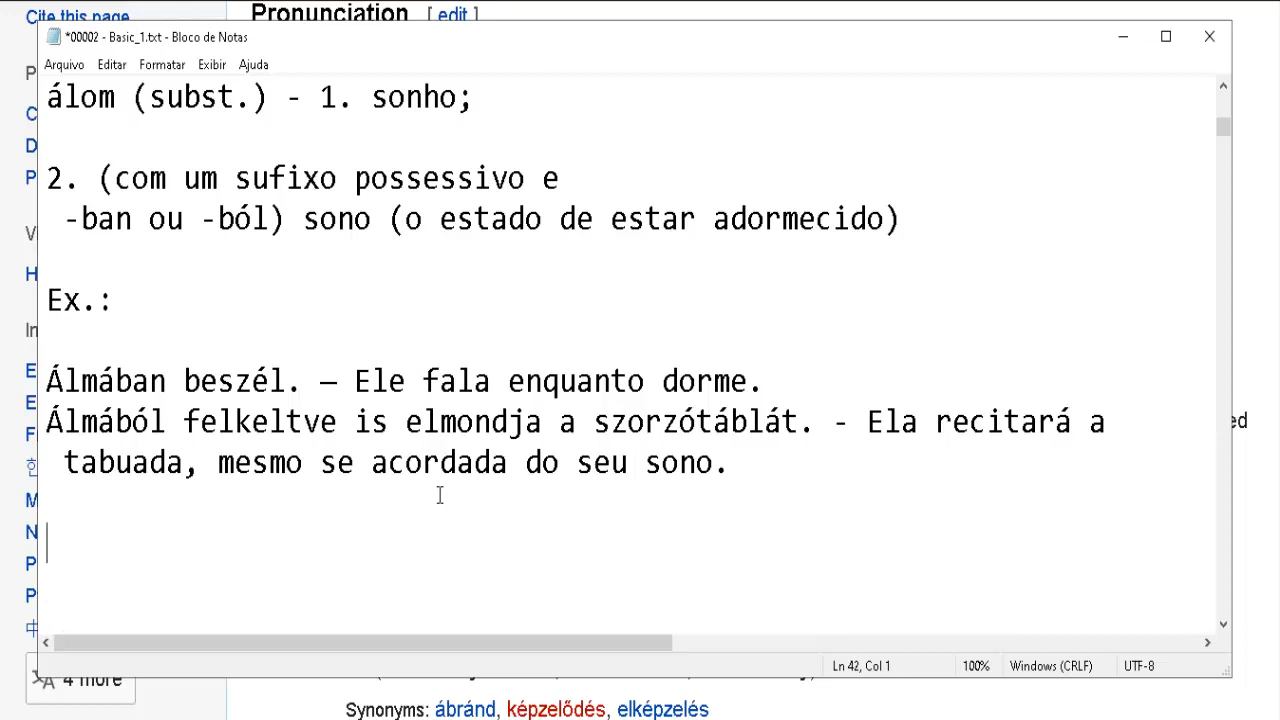 Cite this page
Pronunciation [ edit ]
*00002 - Basic_1.txt - Bloco de Notas
Arquivo Editar Formatar Exibir Ajuda
álom (subst.) - 1. sonho;
2. (com um sufixo possessivo e
-ban ou -ból) sono (o estado de estar adormecido)
Ex.:
Álmában beszél. – Ele fala enquanto dorme.
Álmából felkeltve is elmondja a szorzótáblát. - Ela recitará a
tabuada, mesmo se acordada do seu sono.
Ln 42, Col 1 100% Windows (CRLF) UTF-8
4 more
Synonyms: ábránd, képzelődés, elképzelés